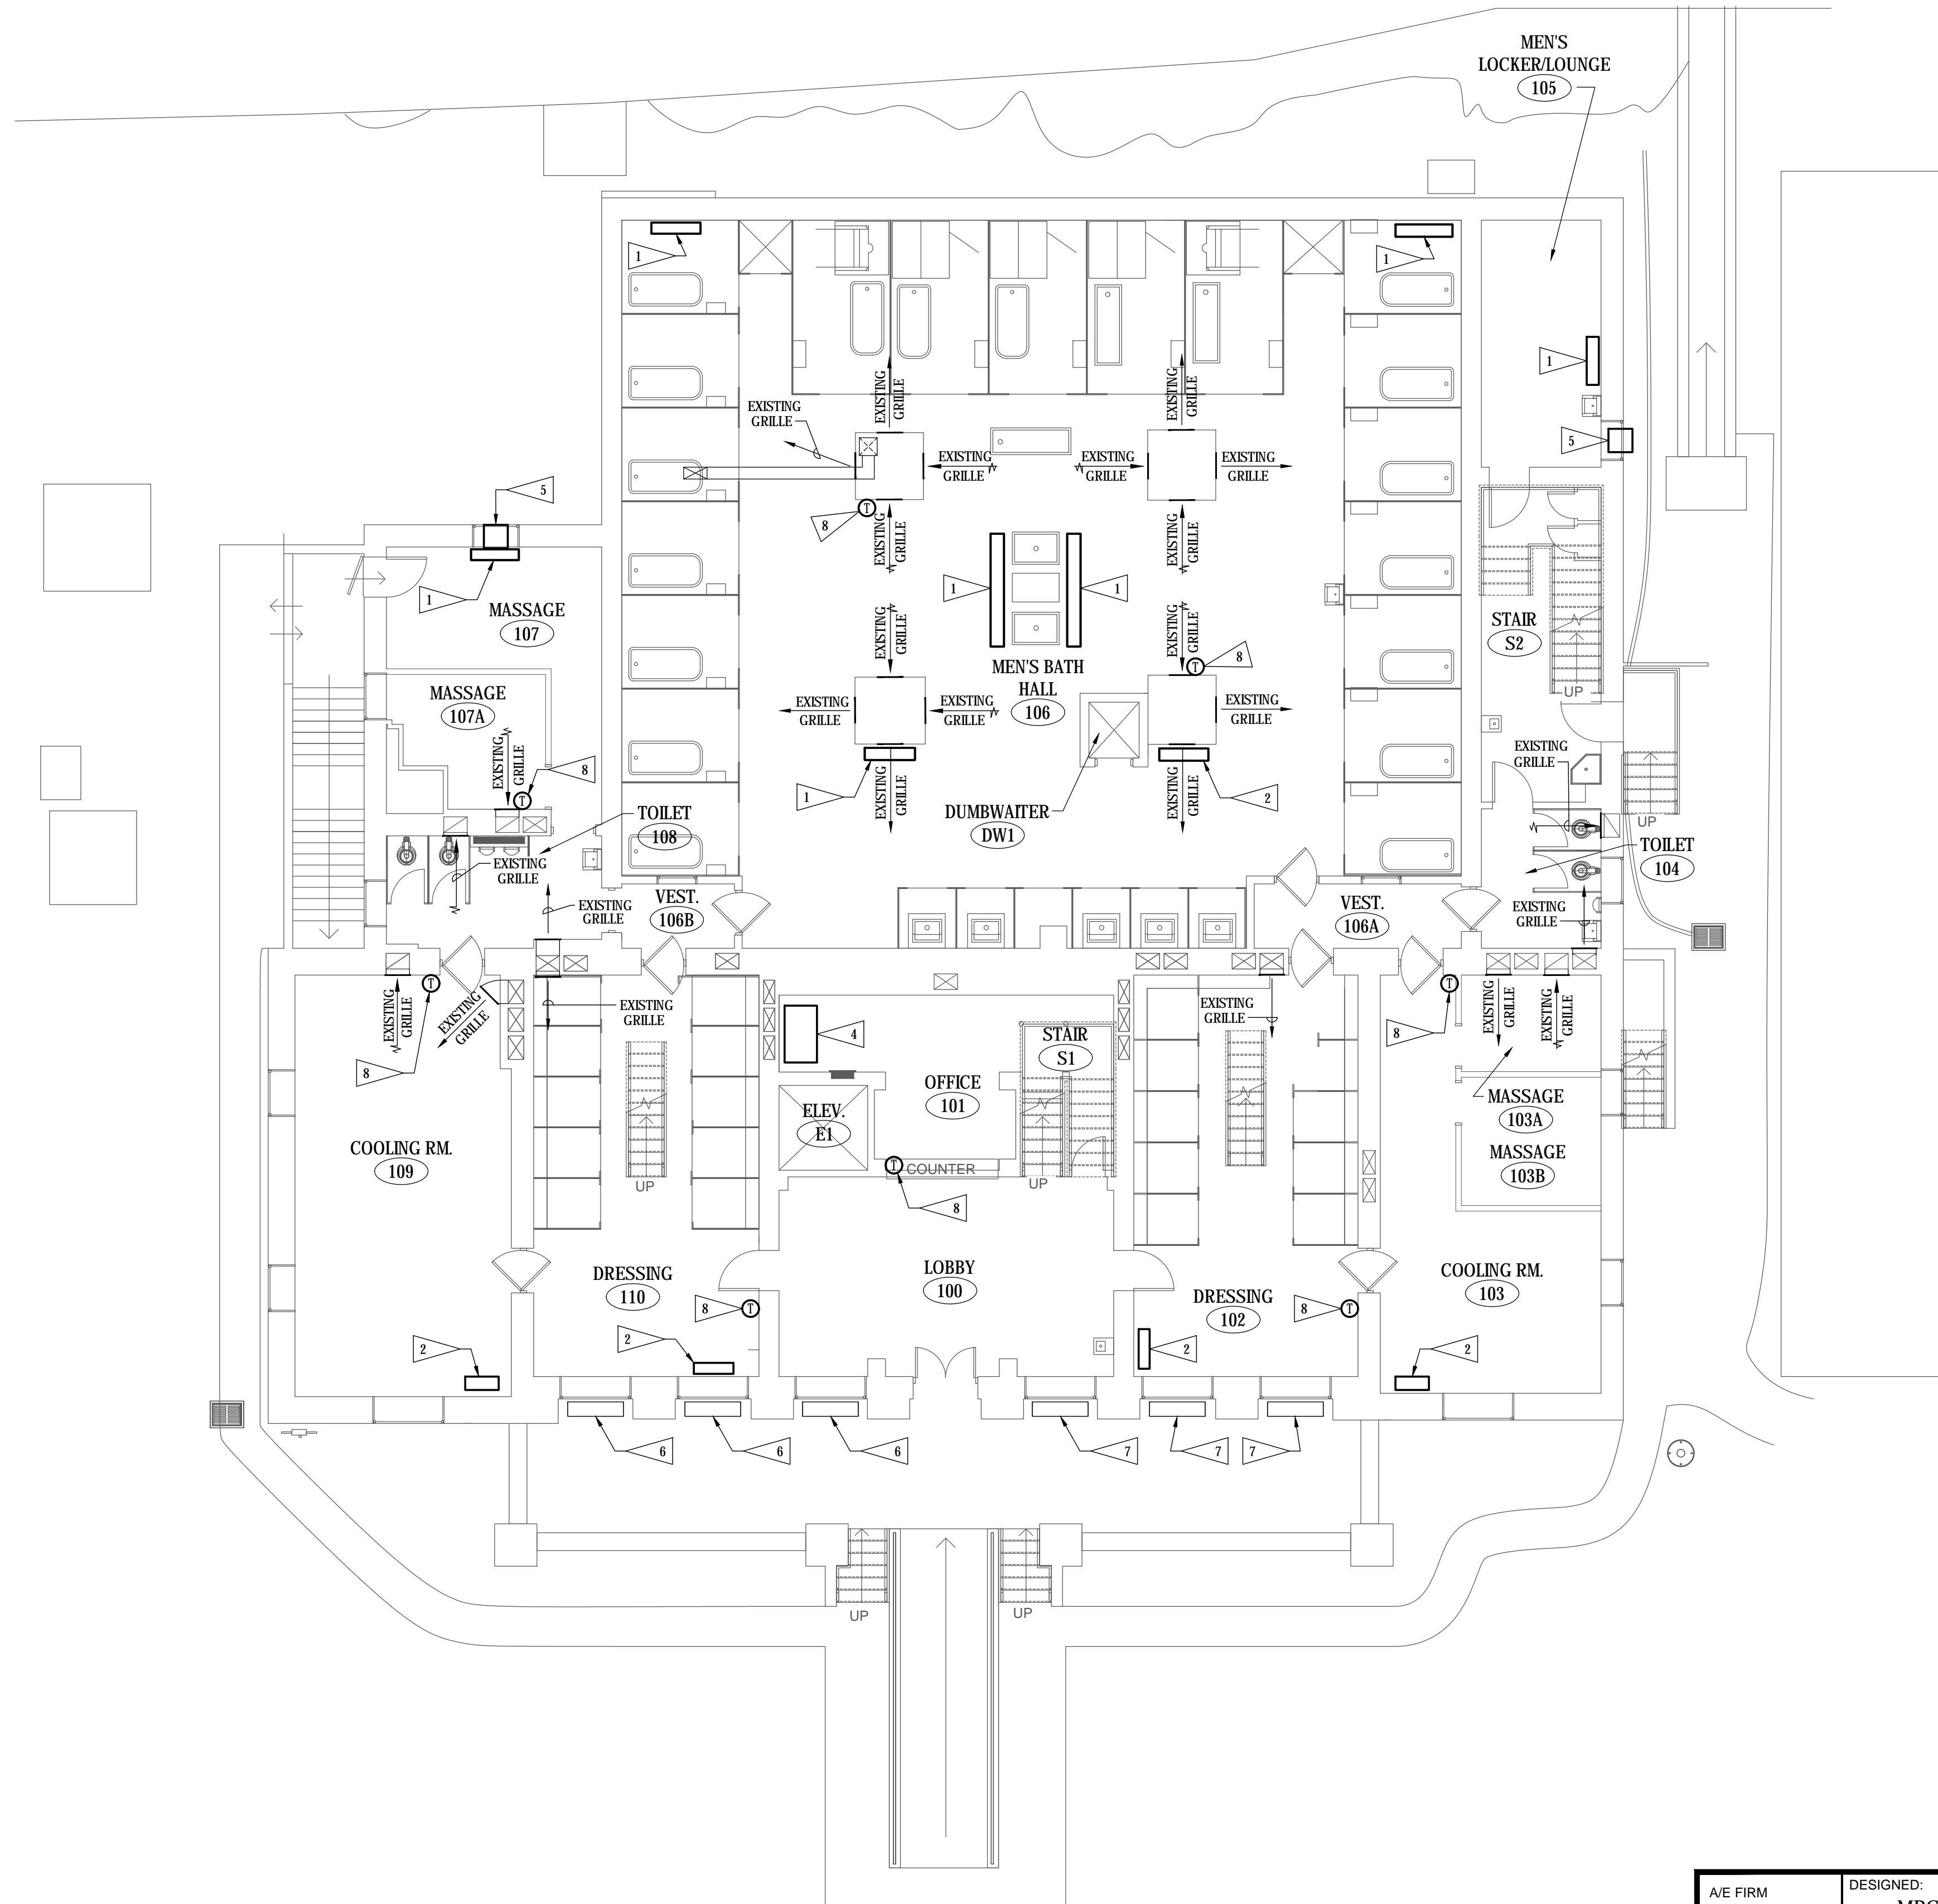 MEN'S
LOCKER/LOUNGE
105
1
1
1
EXISTING
GRILLE
EXISTING
GRILLE
EXISTING
GRILLE
5
EXISTING
GRILLE
EXISTING
GRILLE
EXISTING
GRILLE
5
T
8
EXISTING
GRILLE
EXISTING
GRILLE
1
1
1
MASSAGE
107
EXISTING
GRILLE
EXISTING
GRILLE
STAIR
S2
T
8
MEN'S BATH
HALL
106
UP
MASSAGE
107A
EXISTING
GRILLE
EXISTING
GRILLE
EXISTING
GRILLE
EXISTING
GRILLE
EXISTING
GRILLE
T
8
1
EXISTING
GRILLE
EXISTING
GRILLE
2
TOILET
108
DUMBWAITER
DW1
UP
TOILET
104
EXISTING
GRILLE
EXISTING
GRILLE
VEST.
106B
VEST.
106A
EXISTING
GRILLE
T
EXISTING
GRILLE
EXISTING
GRILLE
8
EXISTING
GRILLE
EXISTING
GRILLE
T
8
EXISTING
GRILLE
EXISTING
GRILLE
4
STAIR
S1
OFFICE
101
MASSAGE
103A
ELEV.
E1
COOLING RM.
109
MASSAGE
103B
T
COUNTER
UP
UP
8
LOBBY
100
DRESSING
110
COOLING RM.
103
DRESSING
102
8
T
8
T
2
2
2
2
6
6
6
7
7
7
UP
UP
A/E FIRM
DESIGNED: